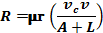 R = μr ( v_c v / A + L )